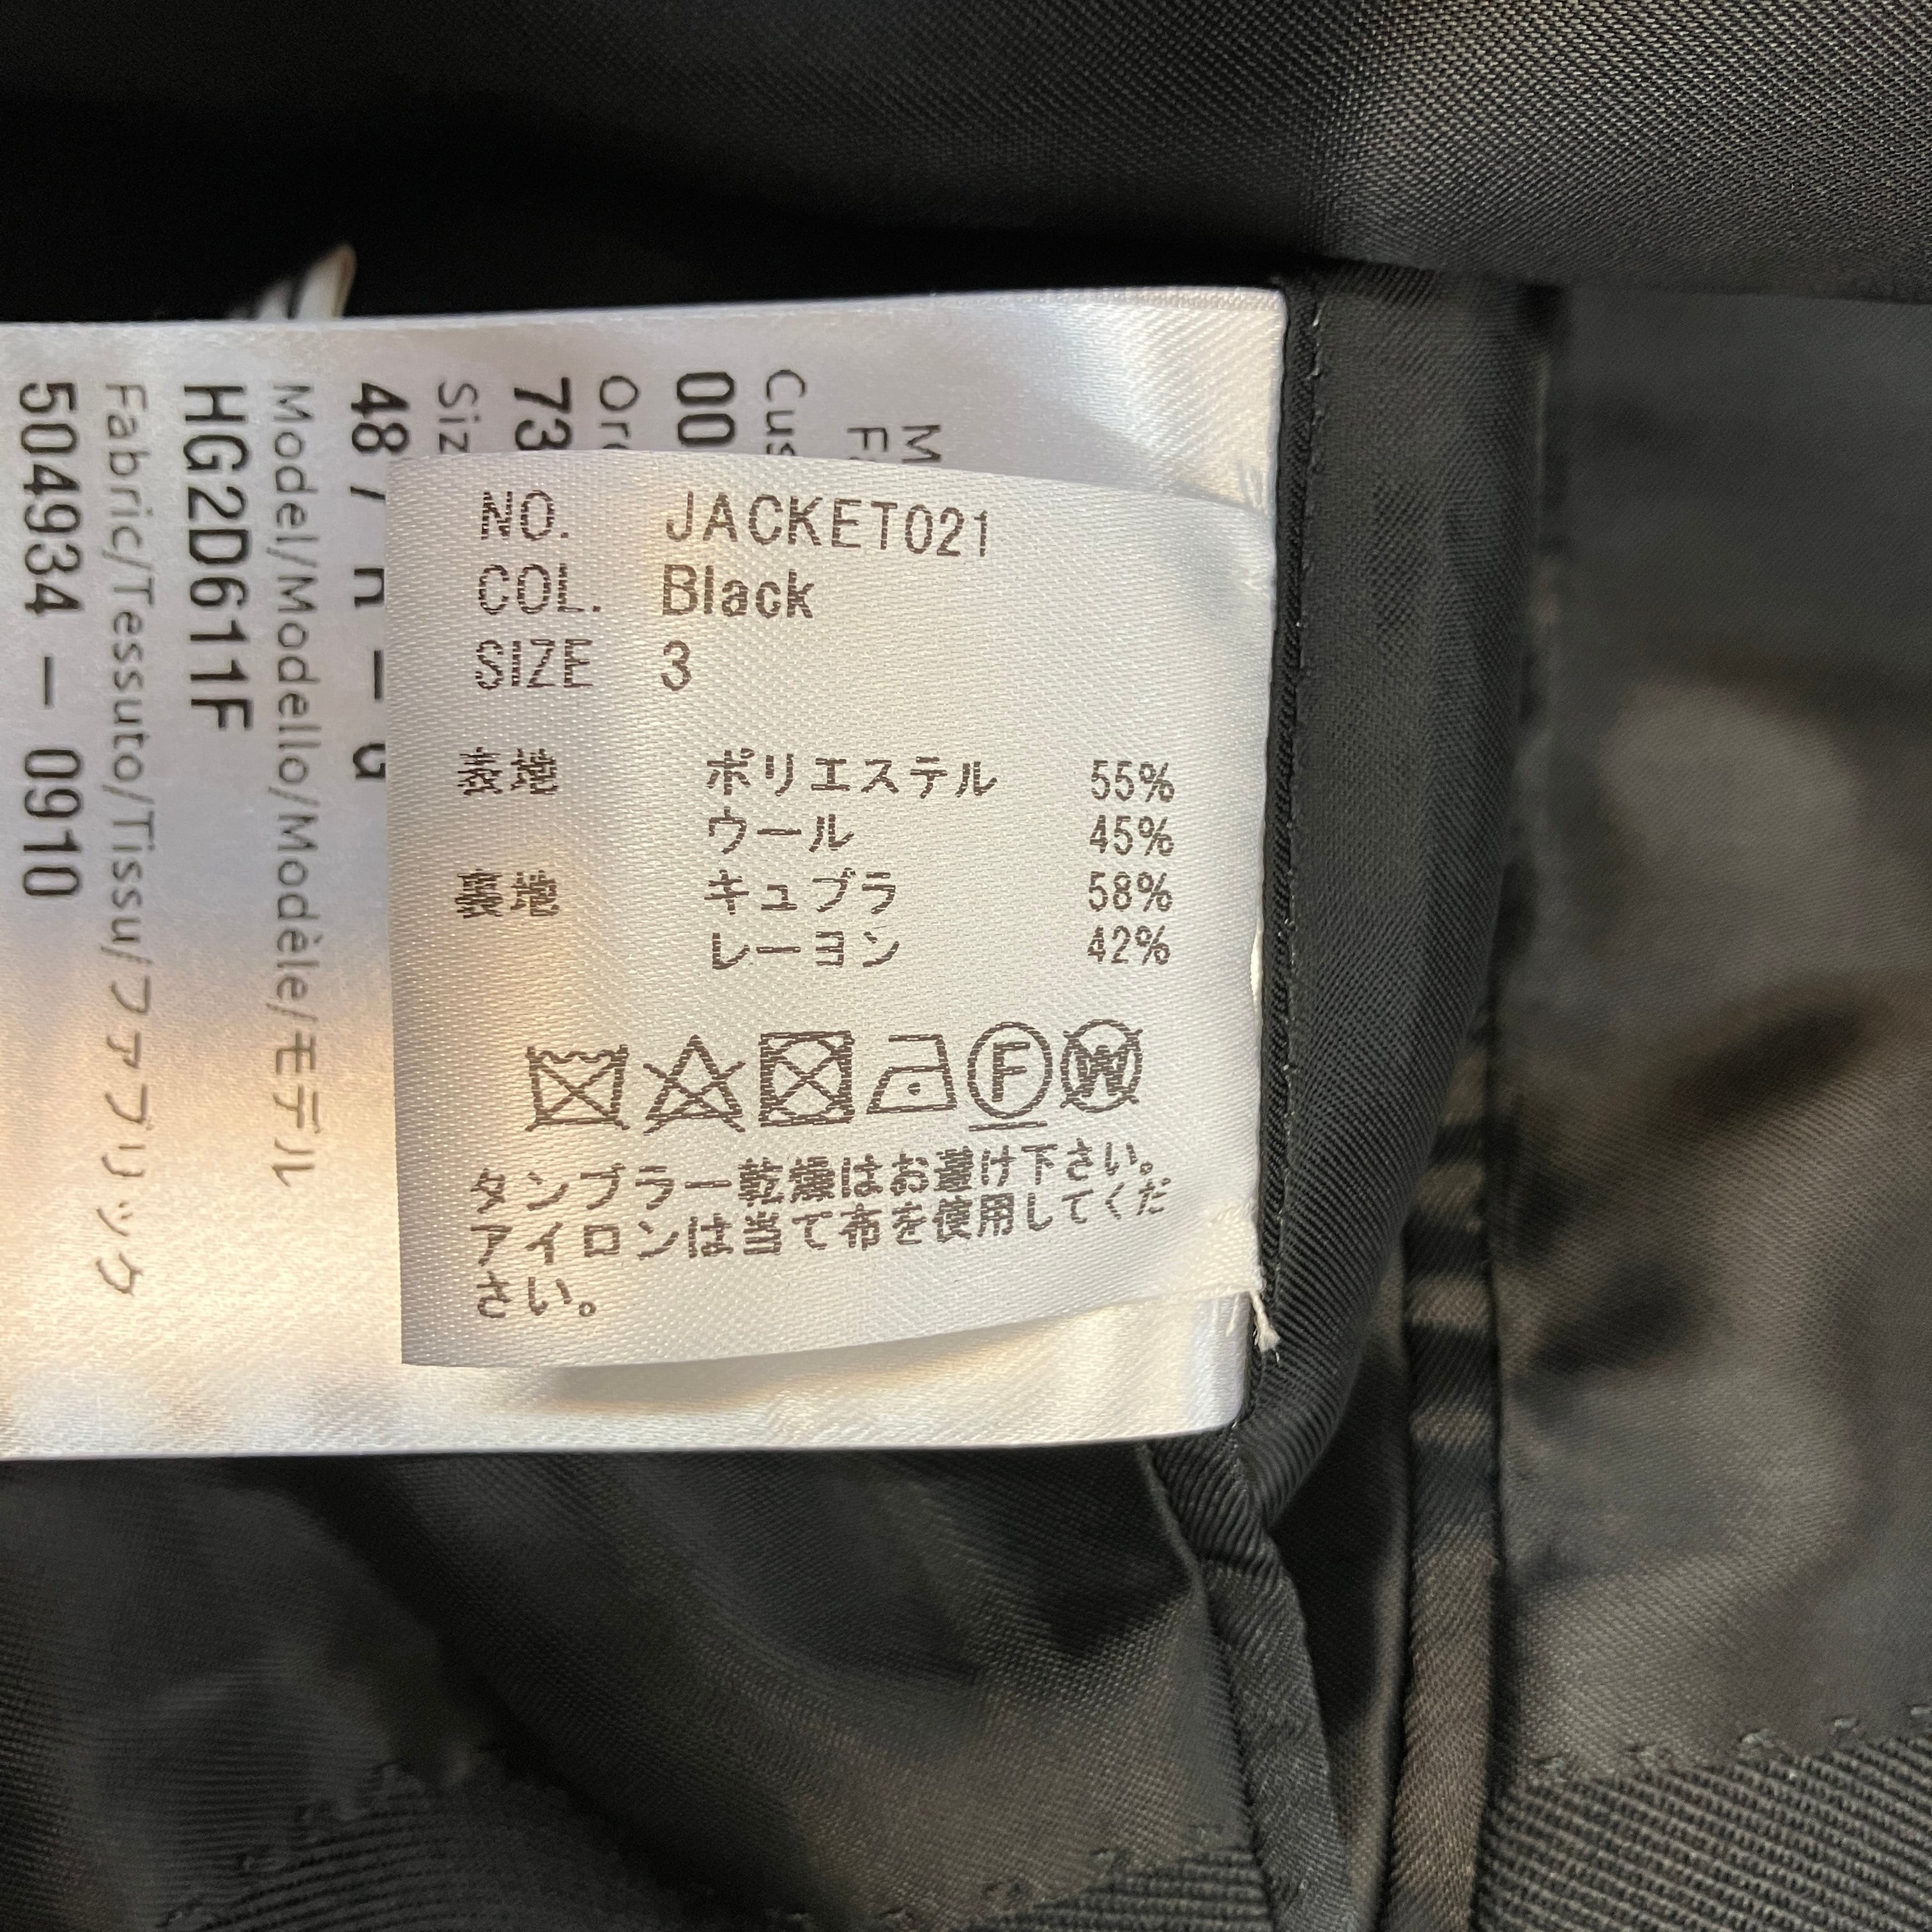 NO. JACKET021
COL. Black
SIZE 3
表地 ポリエステル 55%
ウール 45%
裏地 キュプラ 58%
レーヨン 42%
F W
タンブラー乾燥はお避け下さい。
アイロンは当て布を使用してくだ
さい。
00
73
48 /
Model/Modello/Modèle/モデル
HG2D611F
Fabric/Tessuto/Tissu/ファブリック
504934 - 0910